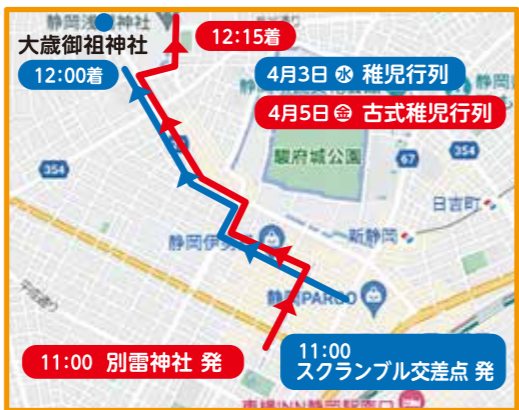 静岡浅間神社
大歳御祖神社
12:00着
12:15着
4月3日 水 稚児行列
4月5日 金 古式稚児行列
静岡
駿府城公園
354
67
354
日吉町
静岡伊勢丹
新静岡
静岡PARCO
11:00 別雷神社 発
11:00
スクランブル交差点 発